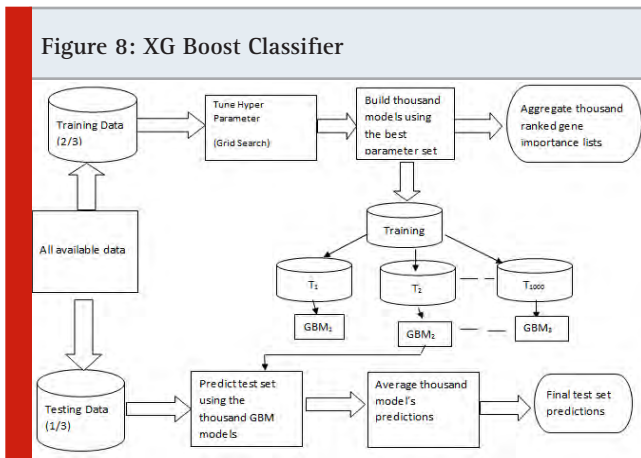 Figure 8: XG Boost Classifier
Training Data
(2/3)
Tune Hyper
Parameter
(Grid Search)
Build thousand
models using
the best
parameter set
Aggregate thousand
ranked gene
importance lists
All available data
Training
T₁
T₂
T₁₀₀₀
GBM₁
GBM₂
GBM₃
Testing Data
(1/3)
Predict test set
using the
thousand GBM
models
Average thousand
model's
predictions
Final test set
predictions